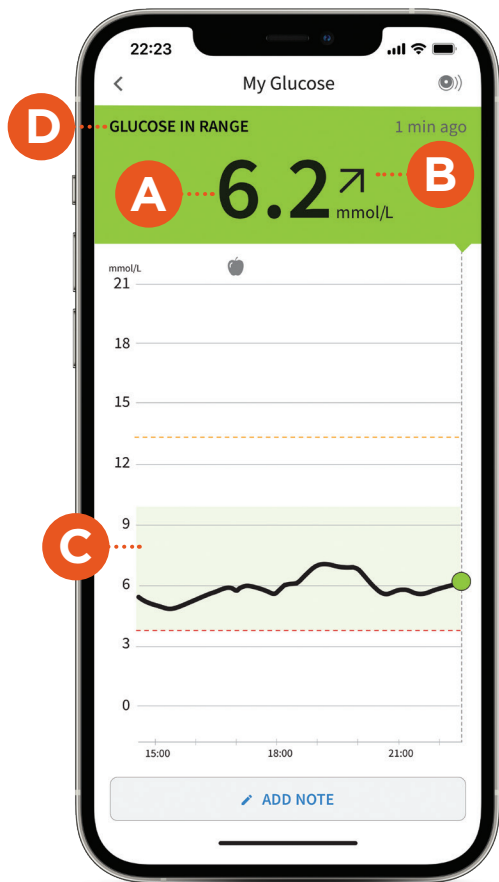 22:23
My Glucose
D
GLUCOSE IN RANGE
1 min ago
A
6.2
B
mmol/L
mmol/L
21
18
15
12
9
C
6
3
0
15:00 18:00 21:00
ADD NOTE